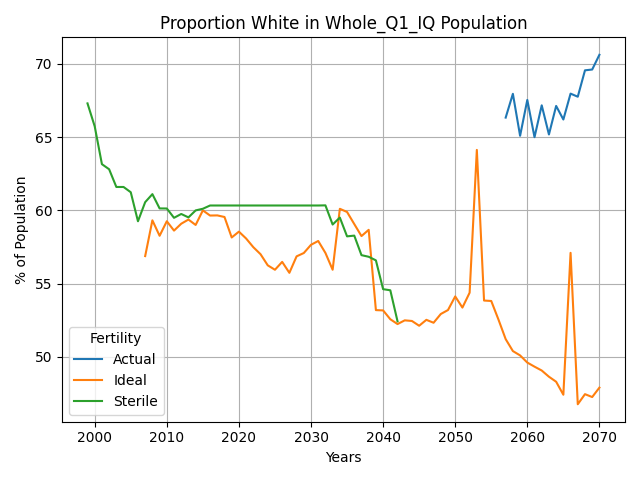 Proportion White in Whole_Q1_IQ Population
% of Population
70
65
60
55
50
Fertility
Actual
Ideal
Sterile
2000 2010 2020 2030 2040 2050 2060 2070
Years